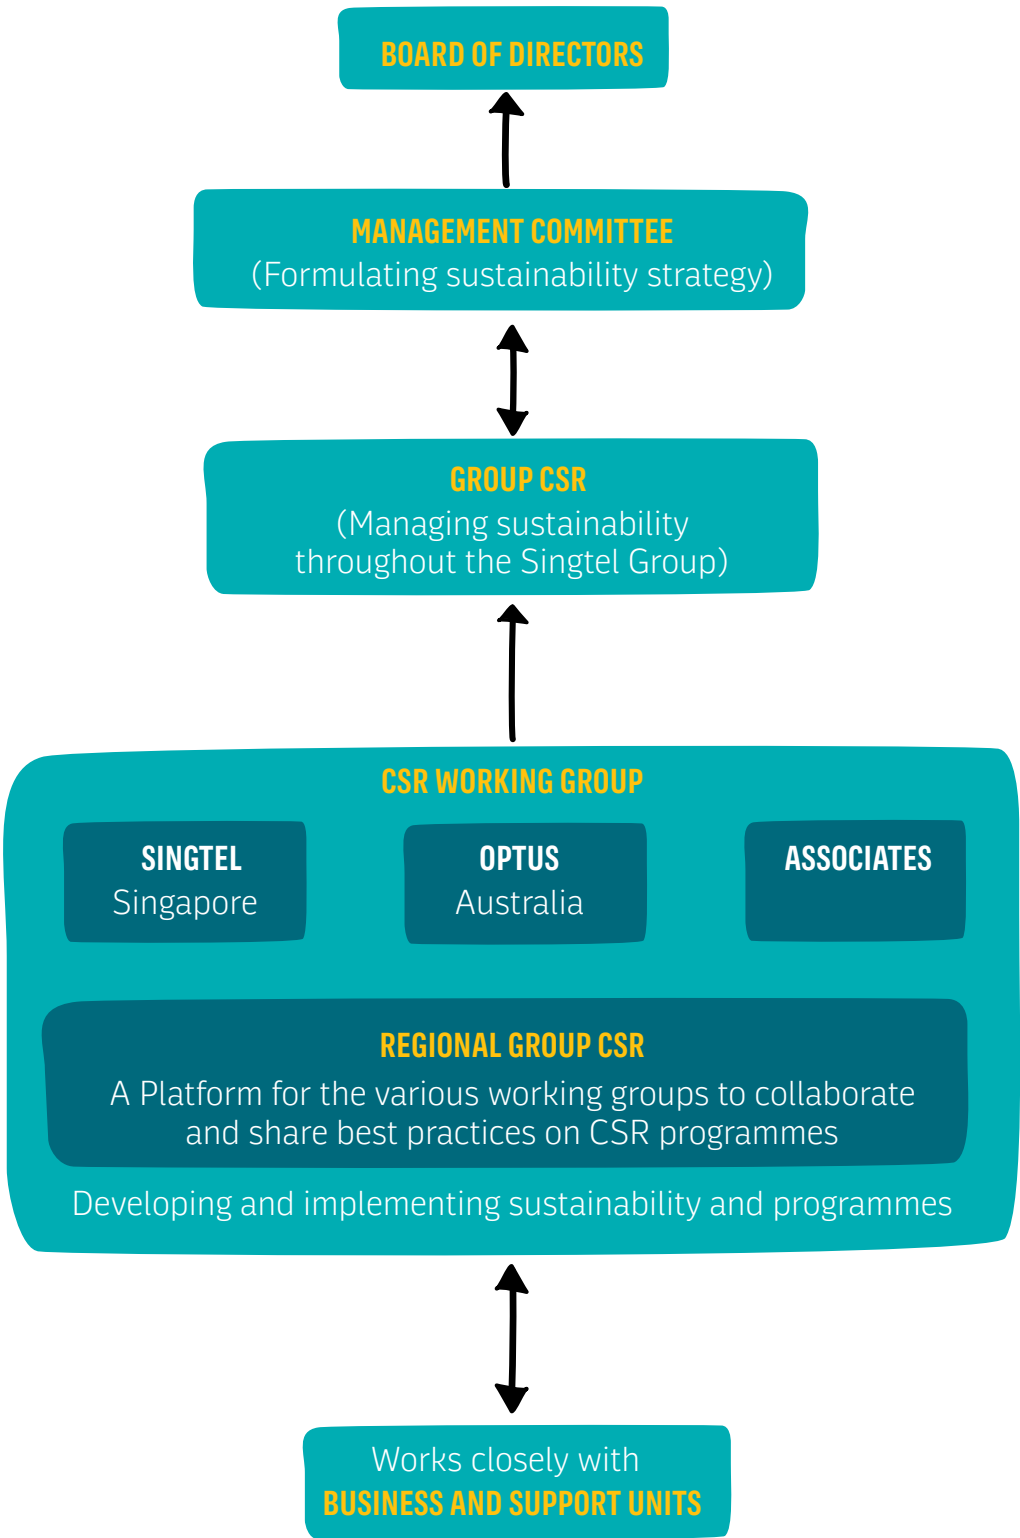 BOARD OF DIRECTORS
MANAGEMENT COMMITTEE
(Formulating sustainability strategy)
GROUP CSR
(Managing sustainability
throughout the Singtel Group)
CSR WORKING GROUP
SINGTEL
Singapore
OPTUS
Australia
ASSOCIATES
REGIONAL GROUP CSR
A Platform for the various working groups to collaborate
and share best practices on CSR programmes
Developing and implementing sustainability and programmes
Works closely with
BUSINESS AND SUPPORT UNITS